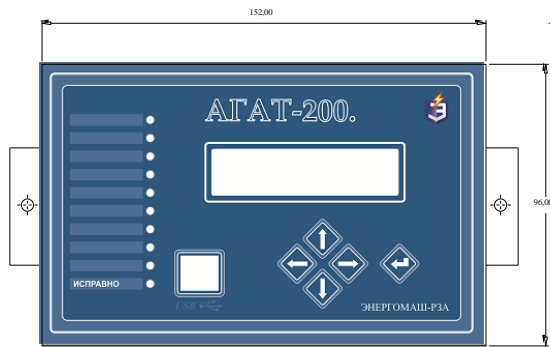 152,00
АГАТ-200.
Э
96,00
ИСПРАВНО
USB
ЭНЕРГОМАШ-РЗА